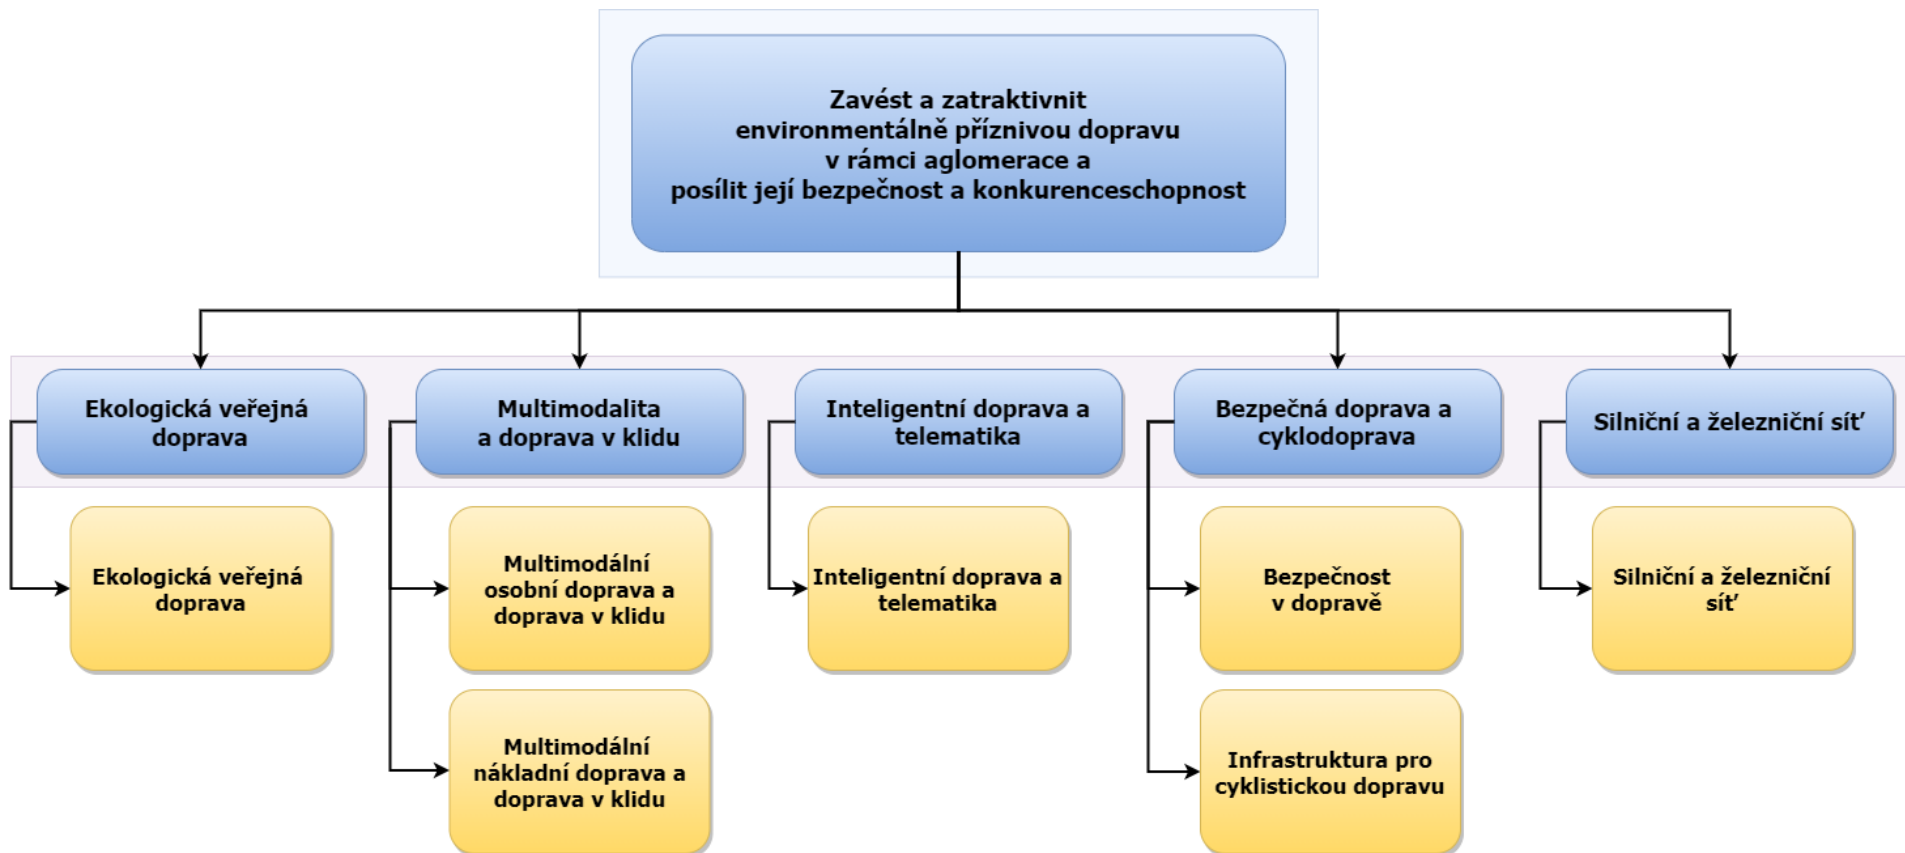 Zavést a zatraktivnit
environmentálně příznivou dopravu
v rámci aglomerace a
posílit její bezpečnost a konkurenceschopnost
Ekologická veřejná
doprava
Multimodalita
a doprava v klidu
Inteligentní doprava a
telematika
Bezpečná doprava a
cyklodoprava
Silniční a železniční síť
Ekologická veřejná
doprava
Multimodální
osobní doprava a
doprava v klidu
Inteligentní doprava a
telematika
Bezpečnost
v dopravě
Silniční a železniční
síť
Multimodální
nákladní doprava a
doprava v klidu
Infrastruktura pro
cyklistickou dopravu